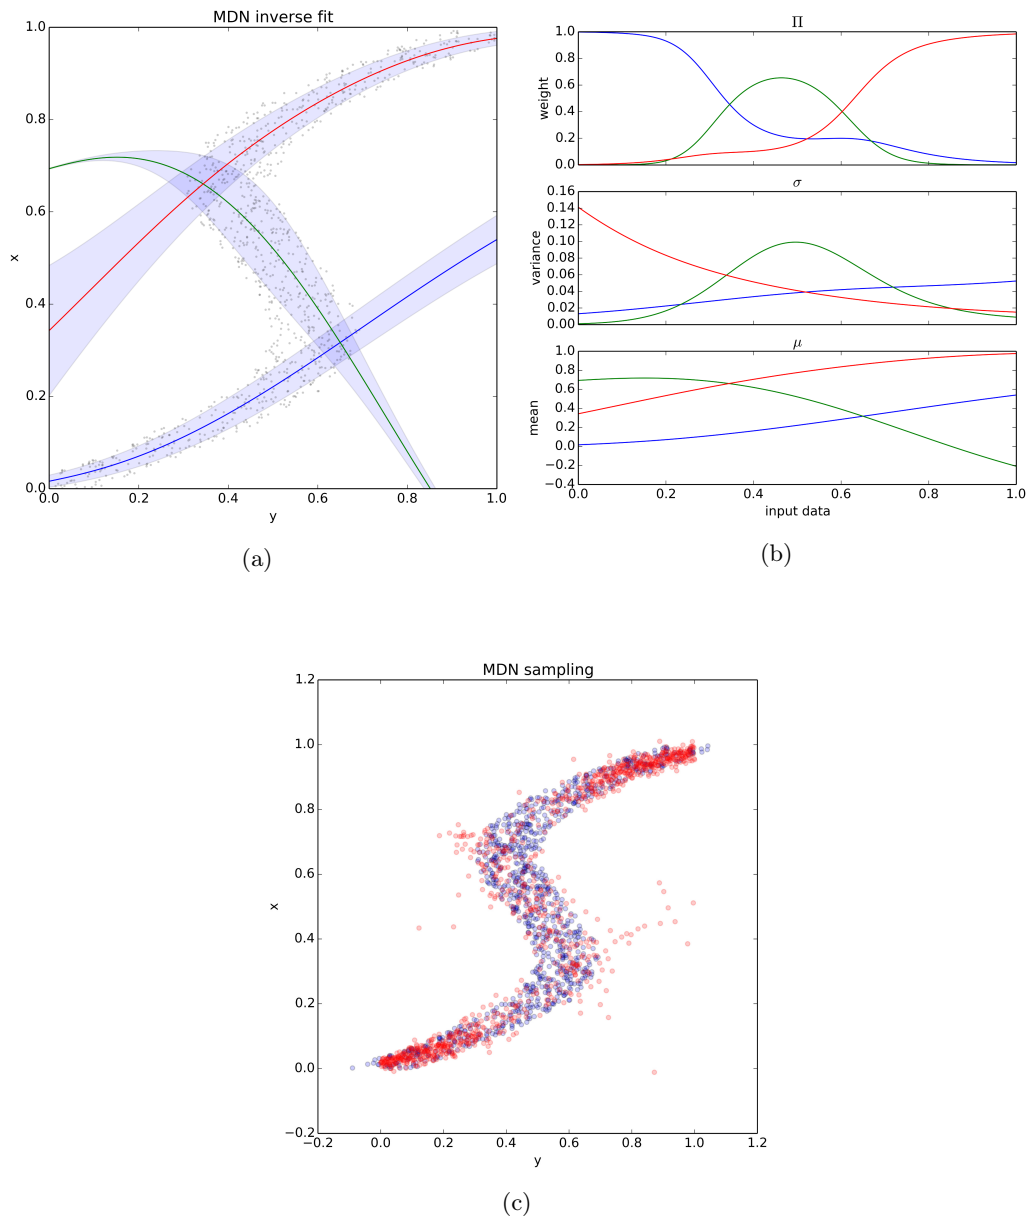 MDN inverse fit
1.0
0.8
0.6
x
0.4
0.2
0.0
0.0 0.2 0.4 0.6 0.8 1.0
y
(a)
Π
1.0
0.8
0.6
weight
0.4
0.2
0.0
σ
0.16
0.14
0.12
0.10
variance
0.08
0.06
0.04
0.02
0.00
μ
1.0
0.8
0.6
0.4
mean
0.2
0.0
−0.2
−0.4
0.0 0.2 0.4 0.6 0.8 1.0
input data
(b)
MDN sampling
1.2
1.0
0.8
0.6
x
0.4
0.2
0.0
−0.2
−0.2 0.0 0.2 0.4 0.6 0.8 1.0 1.2
y
(c)